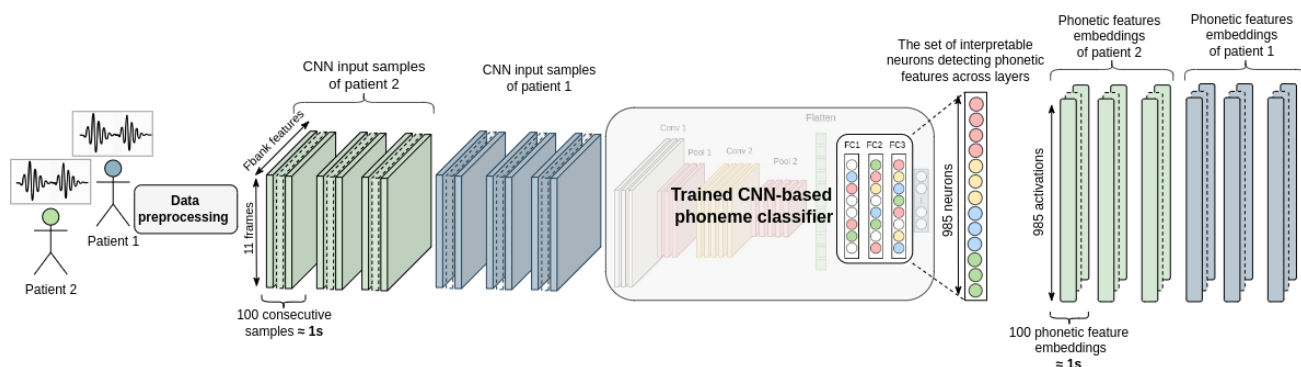 Patient 1
Patient 2
Data
preprocessing
CNN input samples
of patient 2
Fbank features
11 frames
100 consecutive
samples ≈ 1s
CNN input samples
of patient 1
Conv 1
Pool 1
Conv 2
Pool 2
Flatten
Trained CNN-based
phoneme classifier
FC1
FC2
FC3
The set of interpretable
neurons detecting phonetic
features across layers
985 neurons
Phonetic features
embeddings
of patient 2
985 activations
100 phonetic feature
embeddings
≈ 1s
Phonetic features
embeddings
of patient 1